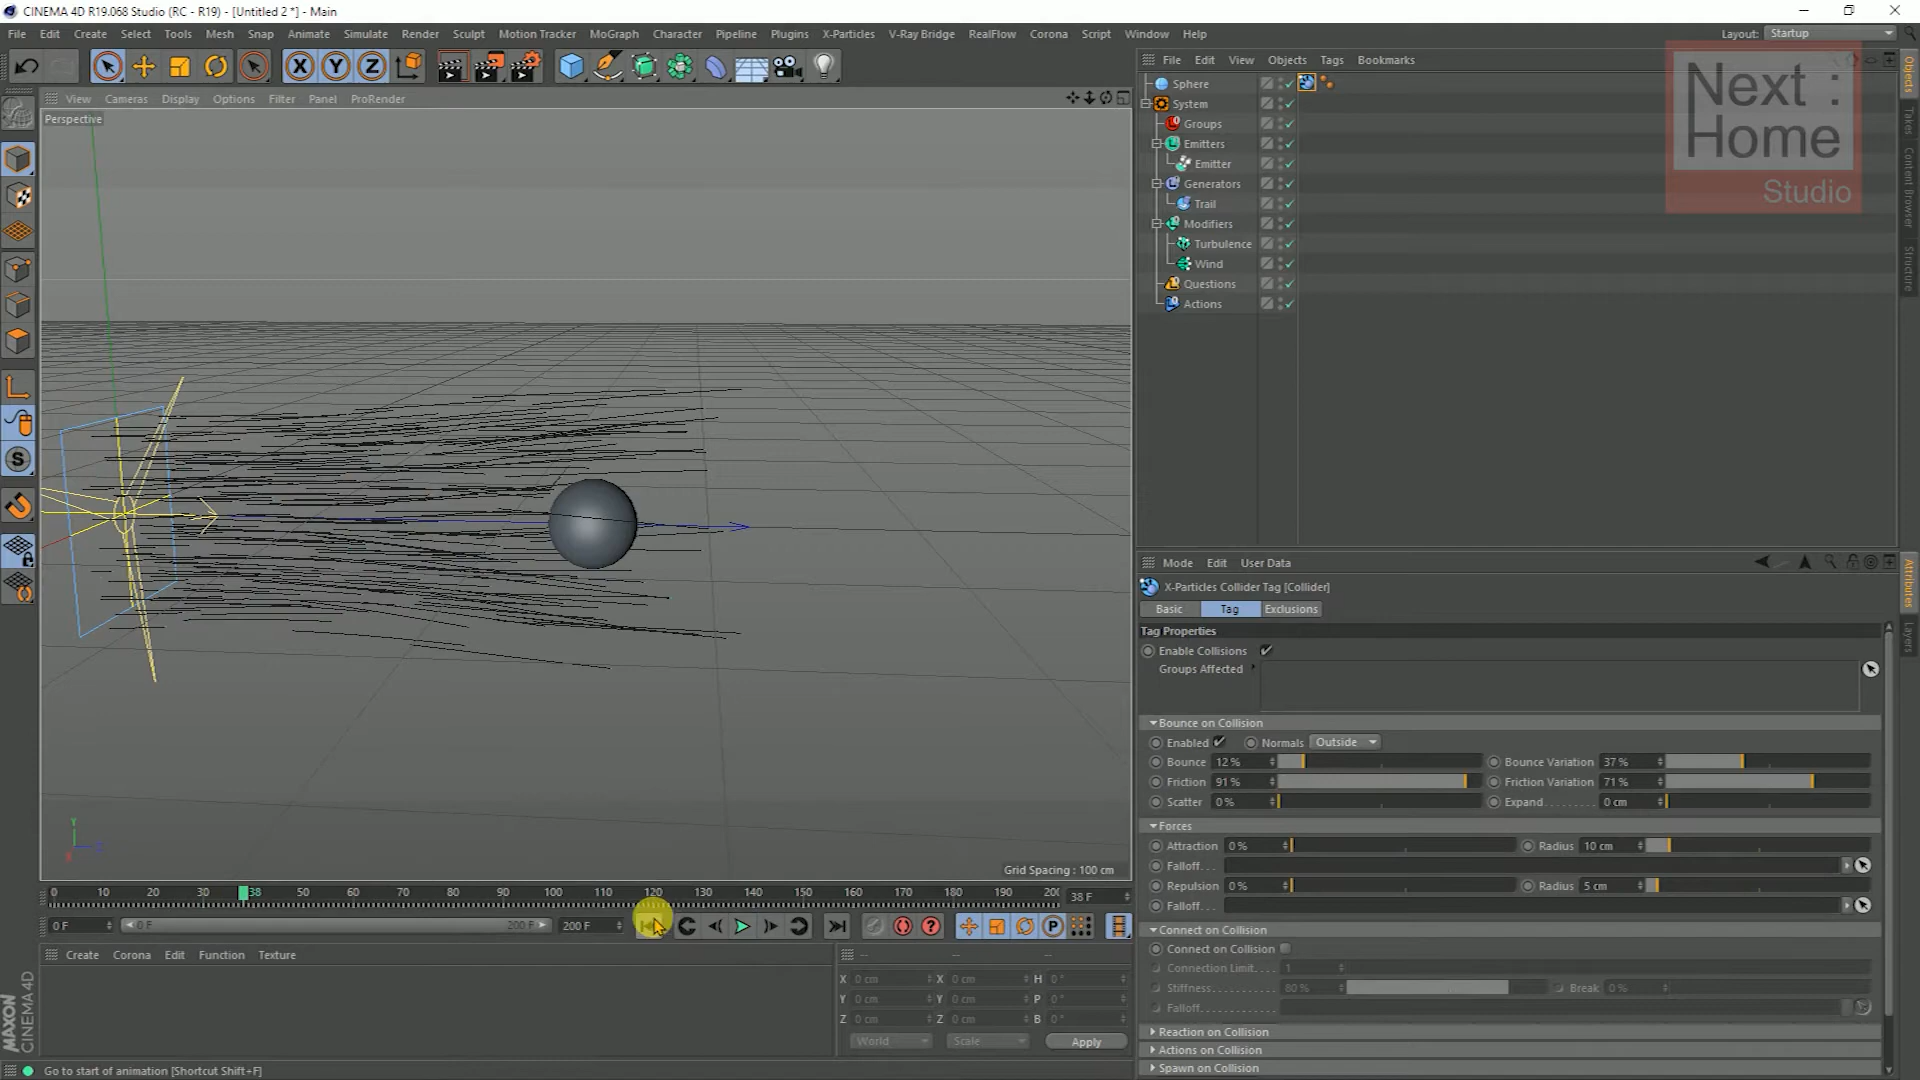 CINEMA 4D R19.068 Studio (RC - R19) - [Untitled 2 *] - Main
File Edit Create Select Tools Mesh Snap Animate Simulate Render Sculpt Motion Tracker MoGraph Character Pipeline Plugins X-Particles V-Ray Bridge RealFlow Corona Script Window Help
Layout: Startup
View Cameras Display Options Filter Panel ProRender
Perspective
Grid Spacing : 100 cm
0 10 20 30 38 50 60 70 80 90 100 110 120 130 140 150 160 170 180 190 200
38 F
0 F
0 F
200 F
200 F
Create Corona Edit Function Texture
-- -- --
X 0 cm X 0 cm H 0 °
Y 0 cm Y 0 cm P 0 °
Z 0 cm Z 0 cm B 0 °
World Scale Apply
MAXON
CINEMA 4D
Go to start of animation [Shortcut Shift+F]
File Edit View Objects Tags Bookmarks
Sphere
System
Groups
Emitters
Emitter
Generators
Trail
Modifiers
Turbulence
Wind
Questions
Actions
Next :
Home
Studio
Objects
Takes
Content Browser
Structure
Mode Edit User Data
X-Particles Collider Tag [Collider]
Basic Tag Exclusions
Tag Properties
Enable Collisions
Groups Affected
Bounce on Collision
Enabled Normals Outside
Bounce 12 % Bounce Variation 37 %
Friction 91 % Friction Variation 71 %
Scatter 0 % Expand 0 cm
Forces
Attraction 0 % Radius 10 cm
Falloff
Repulsion 0 % Radius 5 cm
Falloff
Connect on Collision
Connect on Collision
Connection Limit 1
Stiffness 80 % Break 0 %
Falloff
Reaction on Collision
Actions on Collision
Spawn on Collision
Attributes
Layers